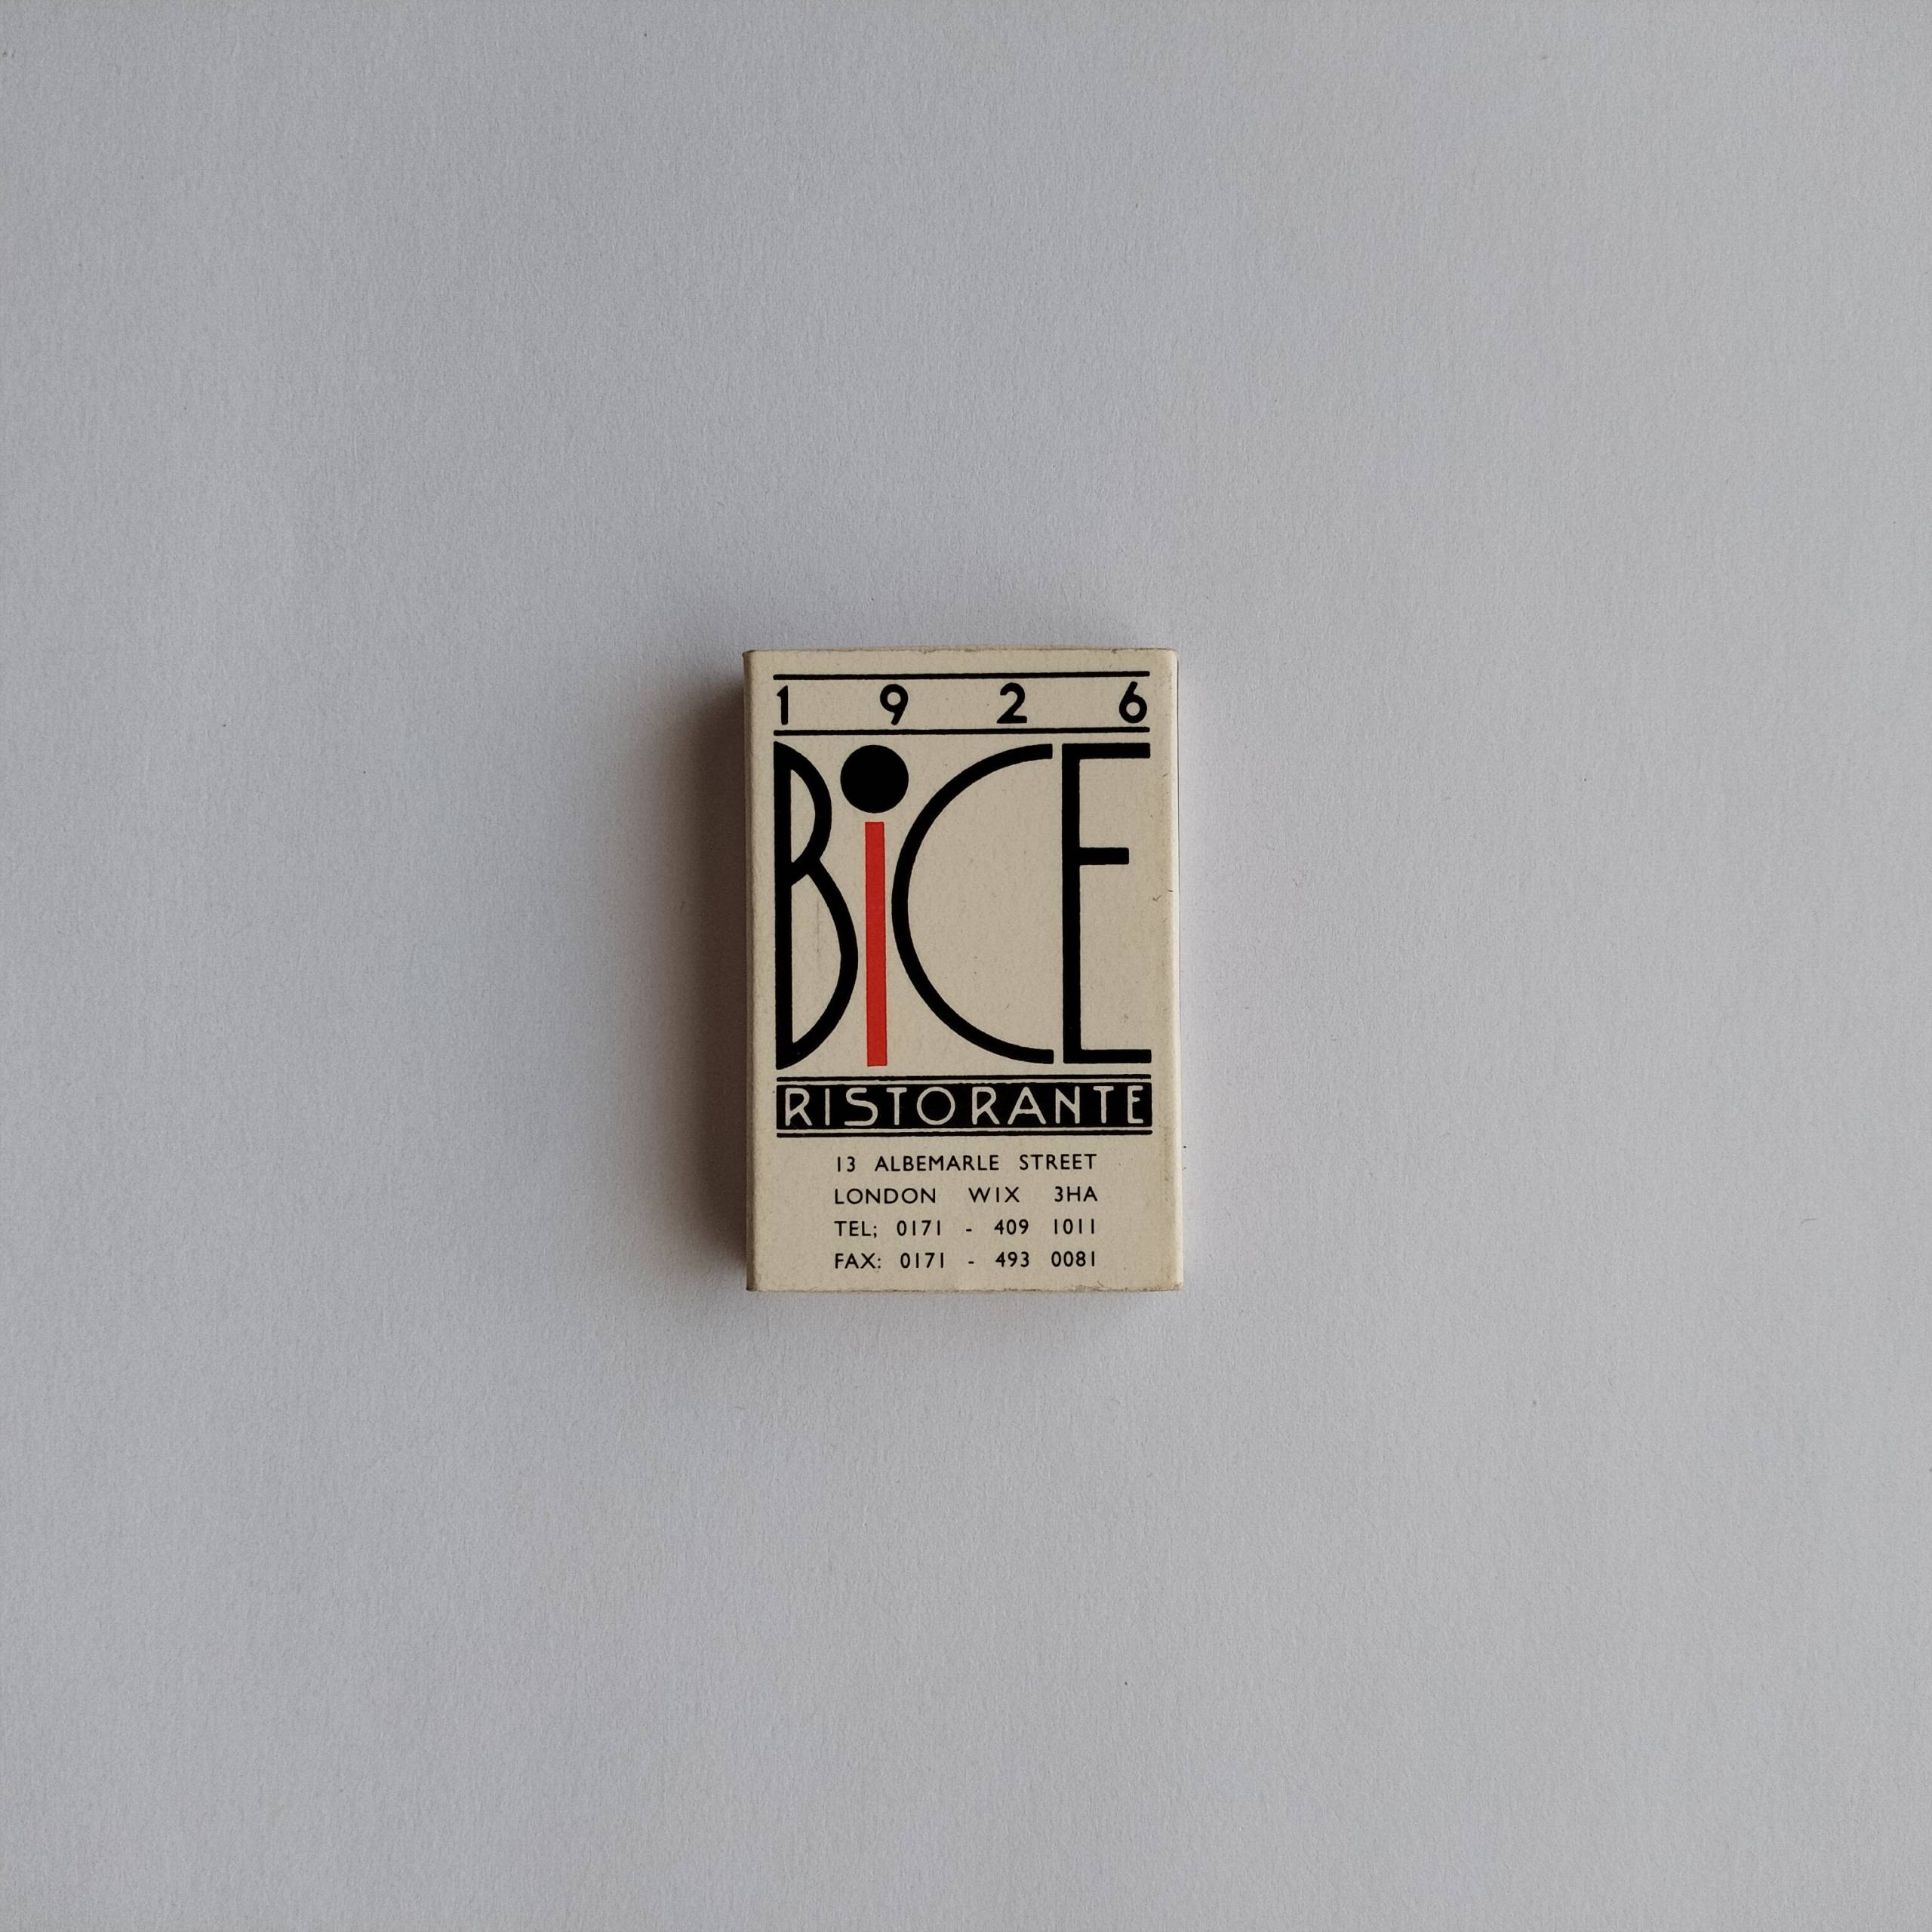 1926
BiCE
RISTORANTE
13 ALBEMARLE STREET
LONDON WIX 3HA
TEL; 0171 - 409 1011
FAX: 0171 - 493 0081